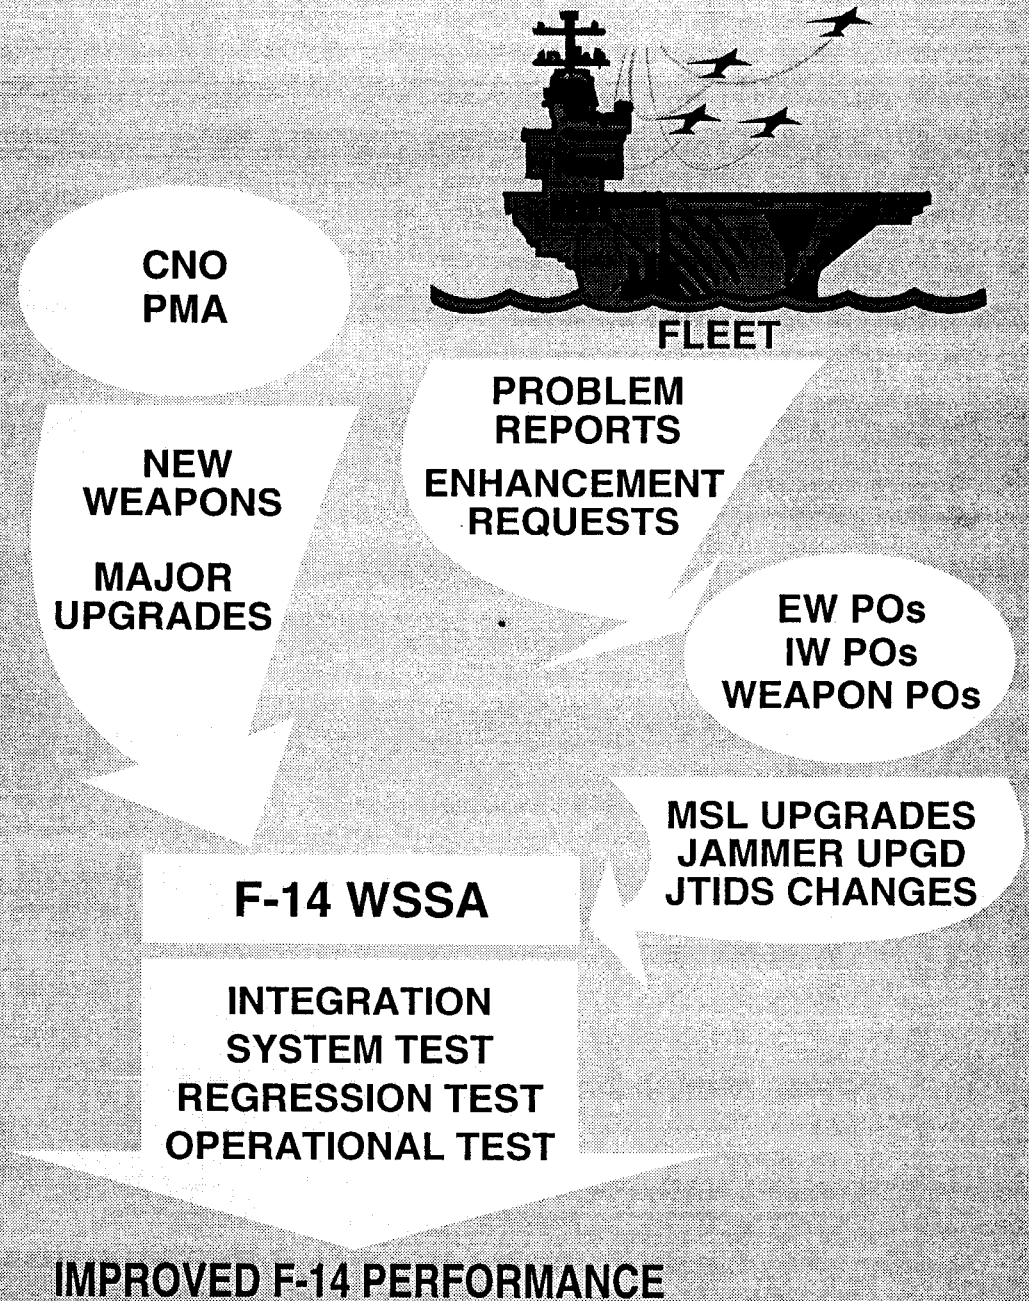 CNO
PMA
FLEET
PROBLEM
REPORTS
ENHANCEMENT
REQUESTS
NEW
WEAPONS
MAJOR
UPGRADES
EW POs
IW POs
WEAPON POs
MSL UPGRADES
JAMMER UPGD
JTIDS CHANGES
F-14 WSSA
INTEGRATION
SYSTEM TEST
REGRESSION TEST
OPERATIONAL TEST
IMPROVED F-14 PERFORMANCE